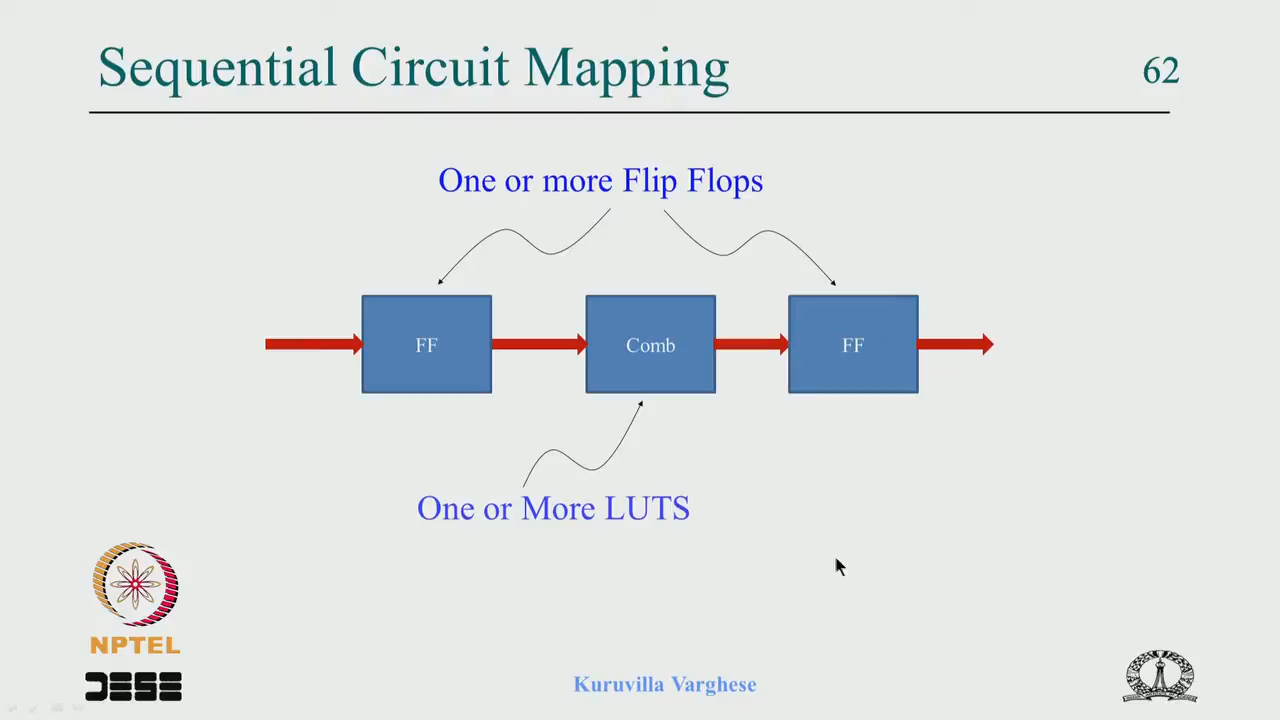 Sequential Circuit Mapping
62
One or more Flip Flops
FF
Comb
FF
One or More LUTS
NPTEL
DESE
Kuruvilla Varghese